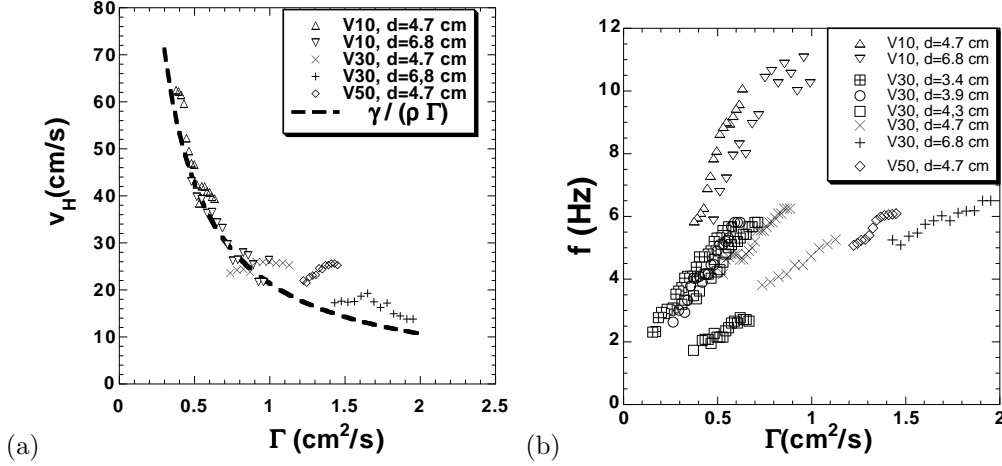 80
70
60
50
40
30
20
10
0
0 0.5 1 1.5 2 2.5
v_H(cm/s)
Γ (cm²/s)
V10, d=4.7 cm
V10, d=6.8 cm
V30, d=4.7 cm
V30, d=6,8 cm
V50, d=4.7 cm
γ / (ρ Γ)
(a)
12
10
8
6
4
2
0
0 0.5 1 1.5 2
f (Hz)
Γ(cm²/s)
V10, d=4.7 cm
V10, d=6.8 cm
V30, d=3.4 cm
V30, d=3.9 cm
V30, d=4,3 cm
V30, d=4.7 cm
V30, d=6.8 cm
V50, d=4.7 cm
(b)